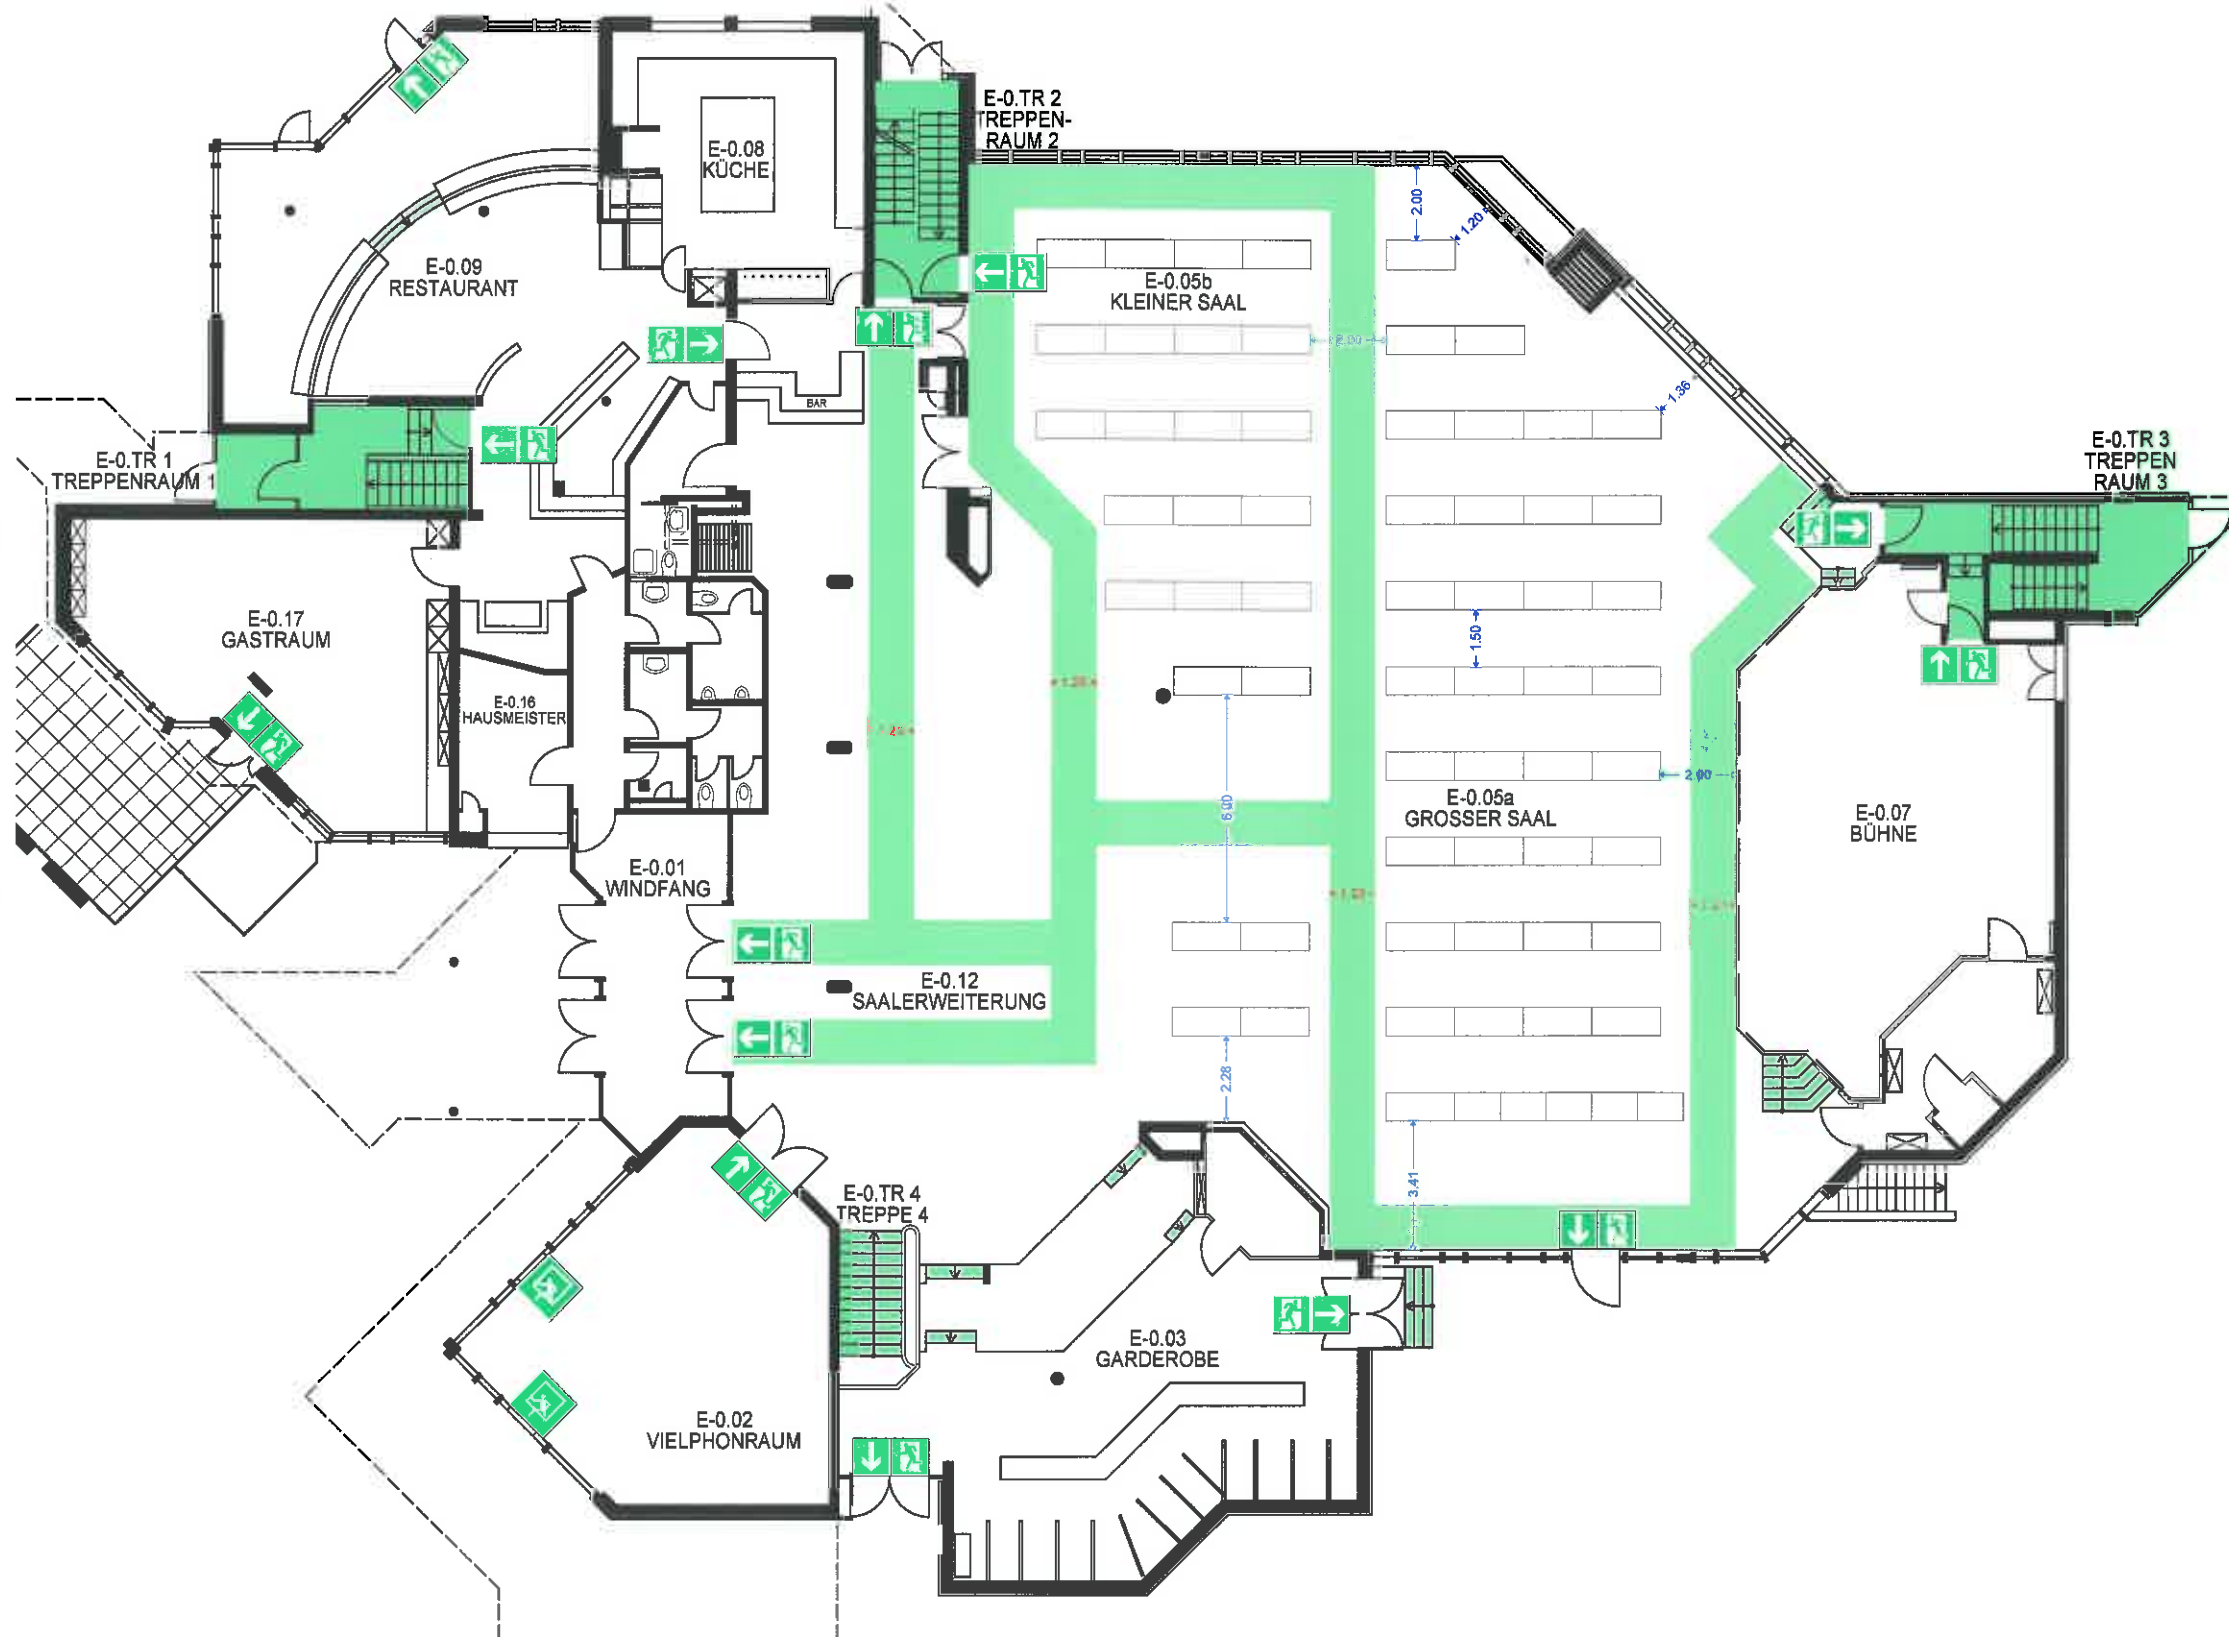 E-0.TR 2
TREPPEN-
RAUM 2
E-0.08
KÜCHE
2.00
1.20
E-0.09
RESTAURANT
E-0.05b
KLEINER SAAL
2.00
1.36
BAR
E-0.TR 1
TREPPENRAUM 1
E-0.TR 3
TREPPEN
RAUM 3
E-0.17
GASTRAUM
1.50
E-0.16
HAUSMEISTER
6.00
2.00
E-0.05a
GROSSER SAAL
E-0.07
BÜHNE
E-0.01
WINDFANG
E-0.12
SAALERWEITERUNG
2.28
3.41
E-0.TR 4
TREPPE 4
E-0.03
GARDEROBE
E-0.02
VIELPHONRAUM